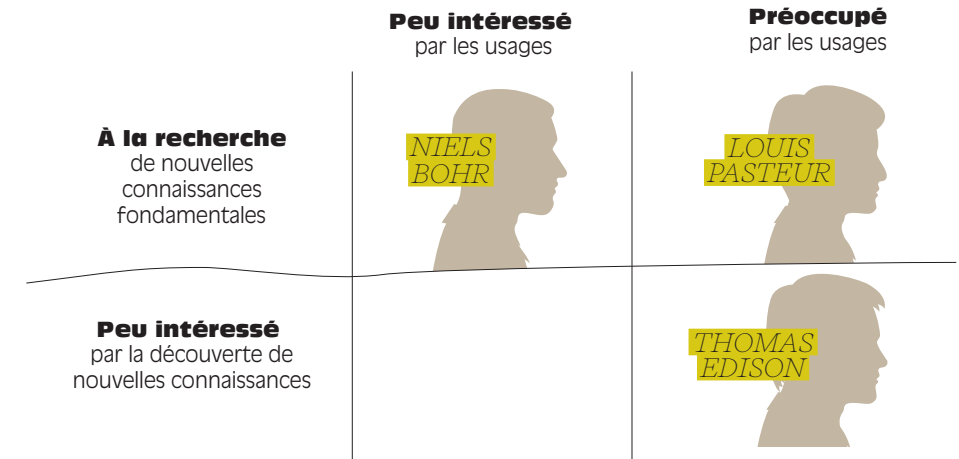 Peu intéressé
par les usages
Préoccupé
par les usages
À la recherche
de nouvelles
connaissances
fondamentales
NIELS
BOHR
LOUIS
PASTEUR
Peu intéressé
par la découverte de
nouvelles connaissances
THOMAS
EDISON